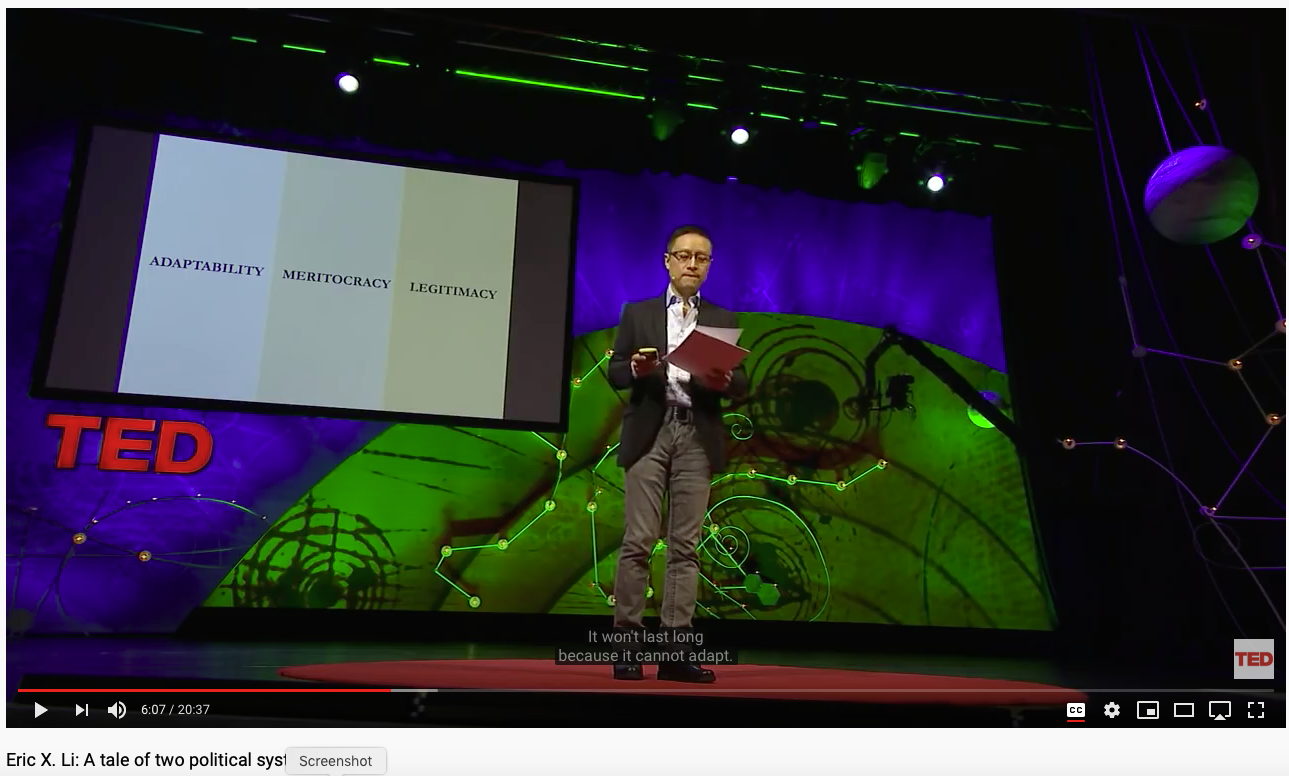 ADAPTABILITY
MERITOCRACY
LEGITIMACY
TED
It won't last long
because it cannot adapt.
TED
6:07 / 20:37
CC
Eric X. Li: A tale of two political syst
Screenshot